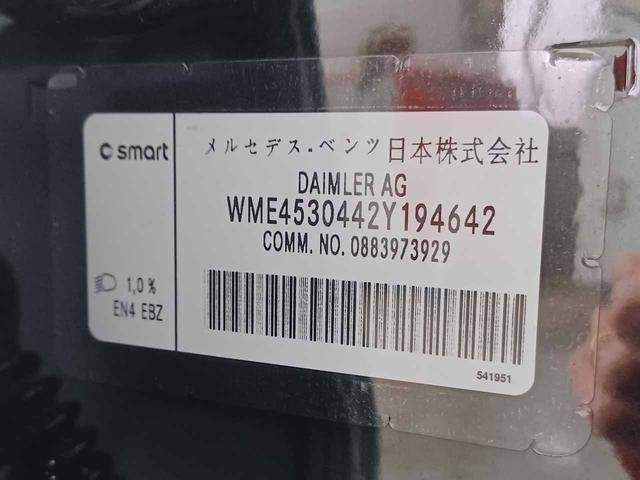 smart
メルセデス・ベンツ日本株式会社
DAIMLER AG
WME4530442Y194642
COMM. NO. 0883973929
1,0 %
EN4 EBZ
541951